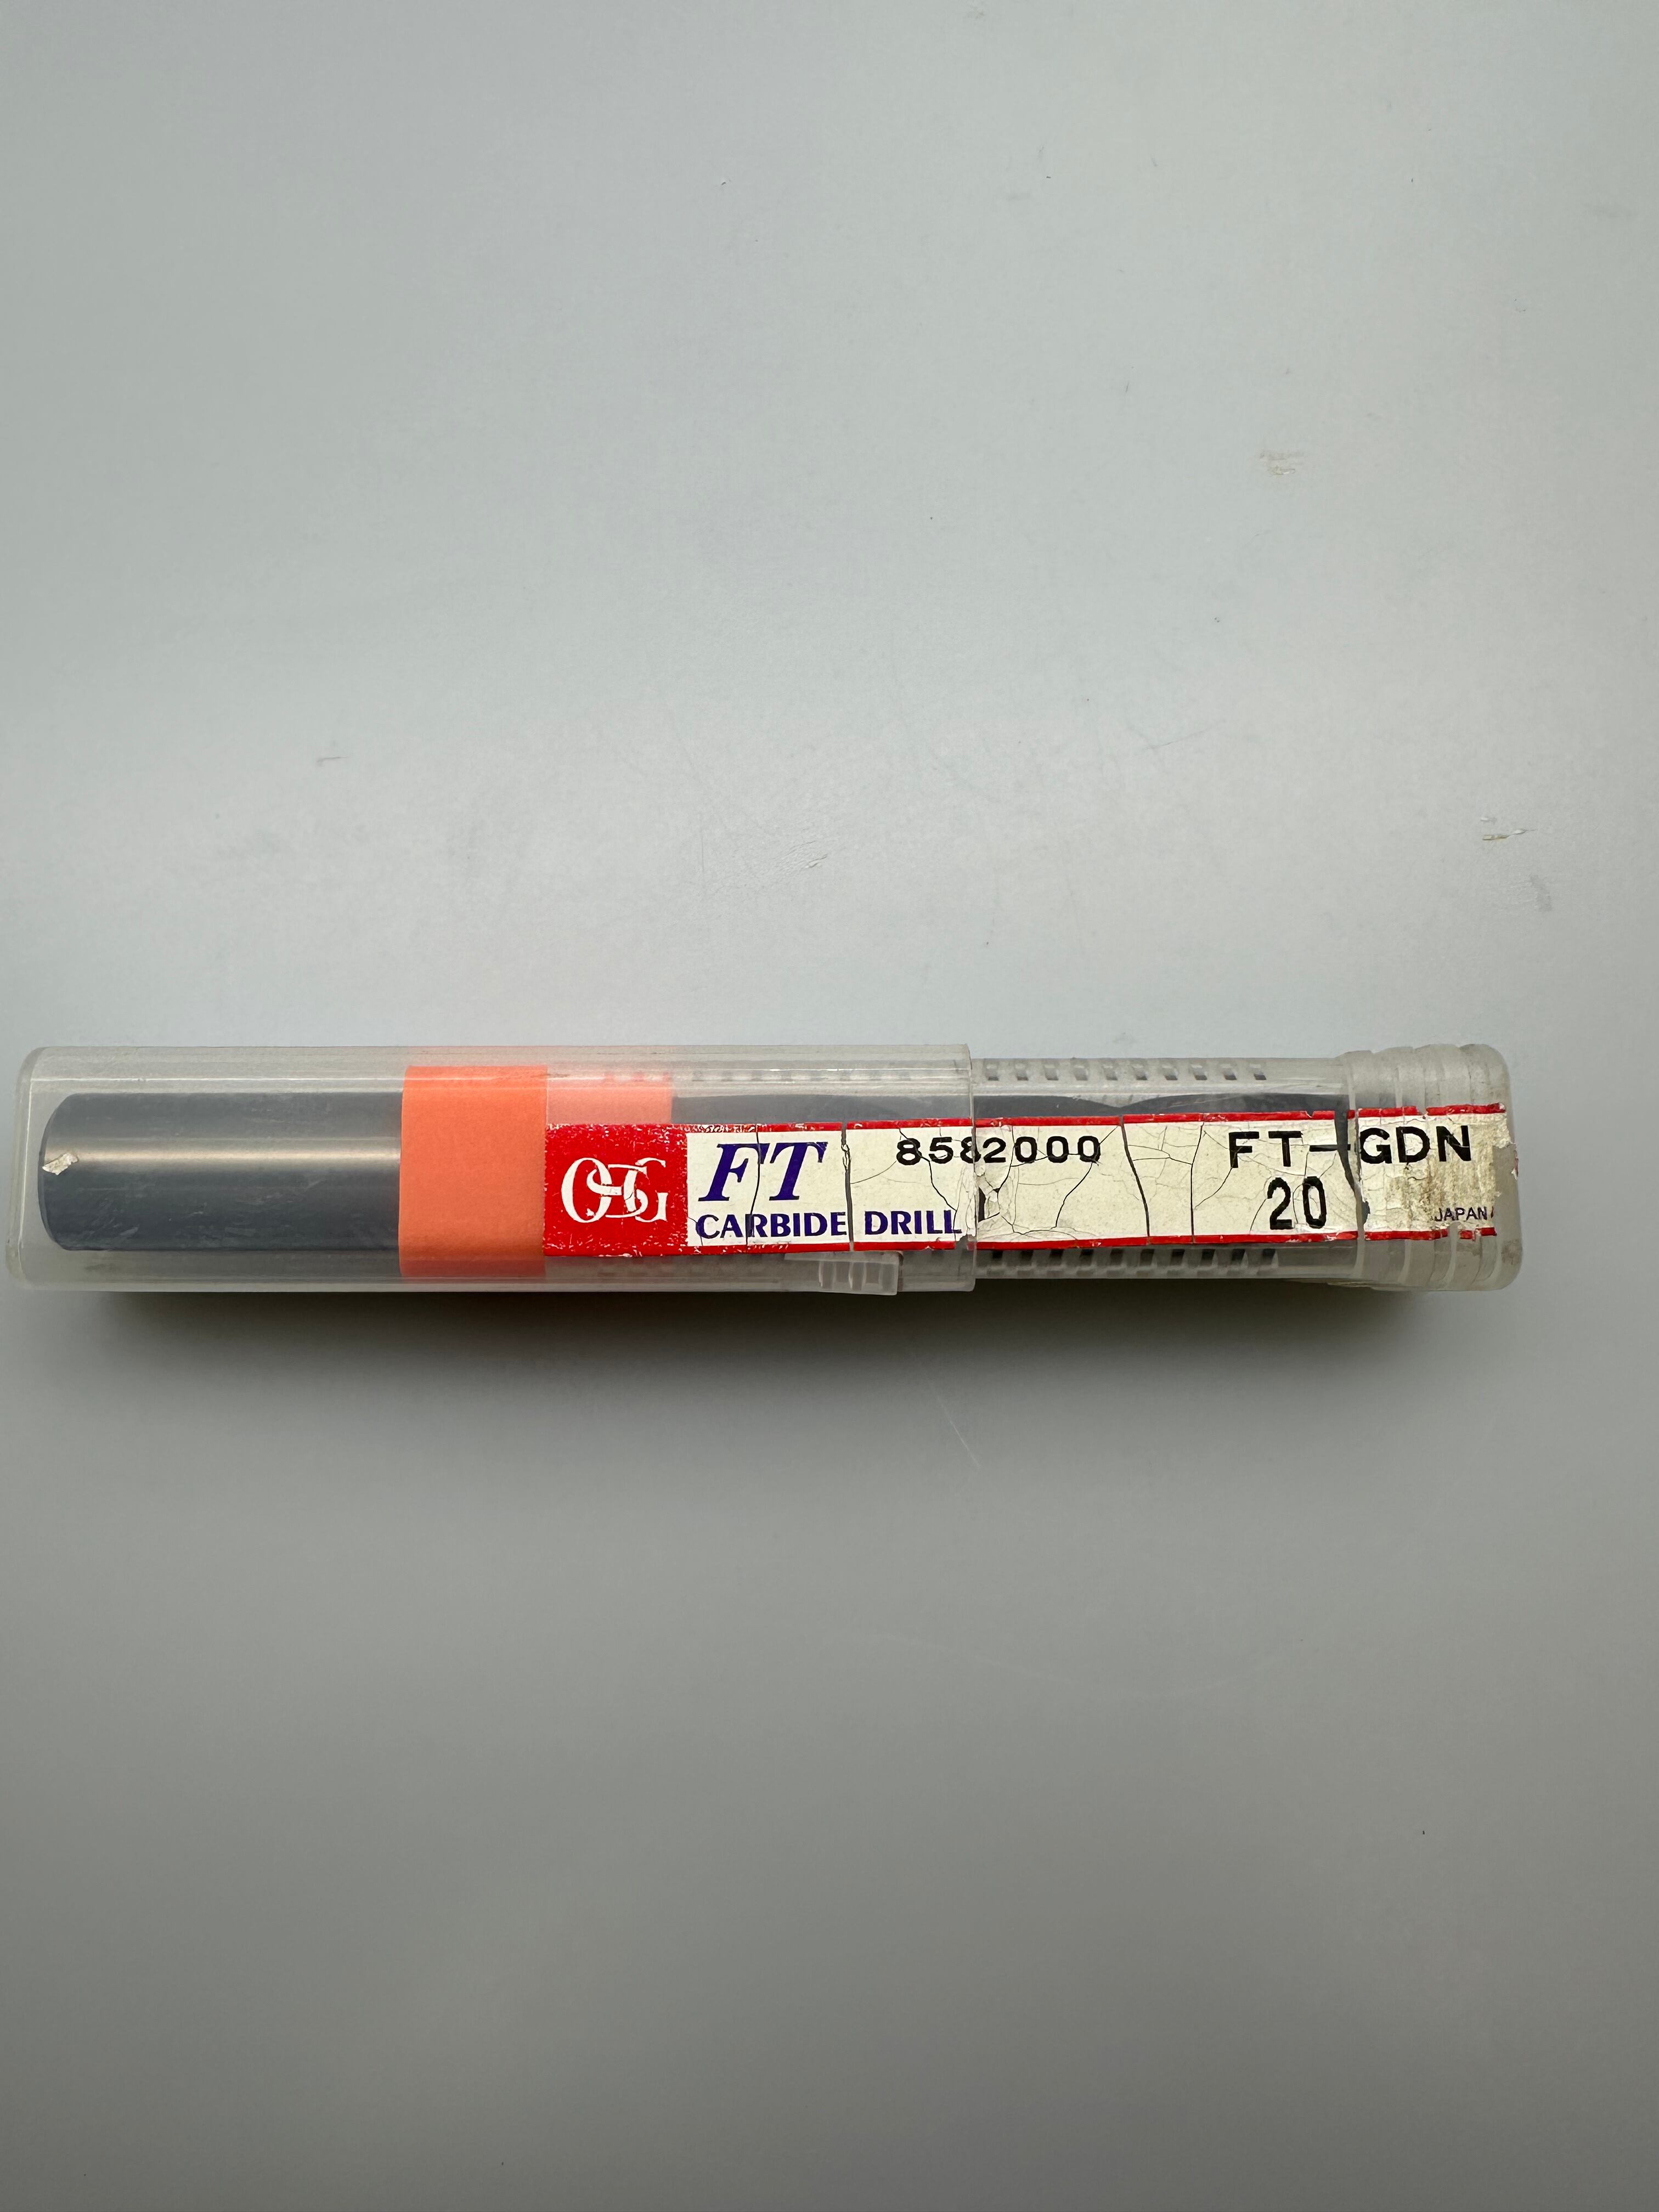 OSG FT 8582000 FT-GDN
CARBIDE DRILL 20 JAPAN